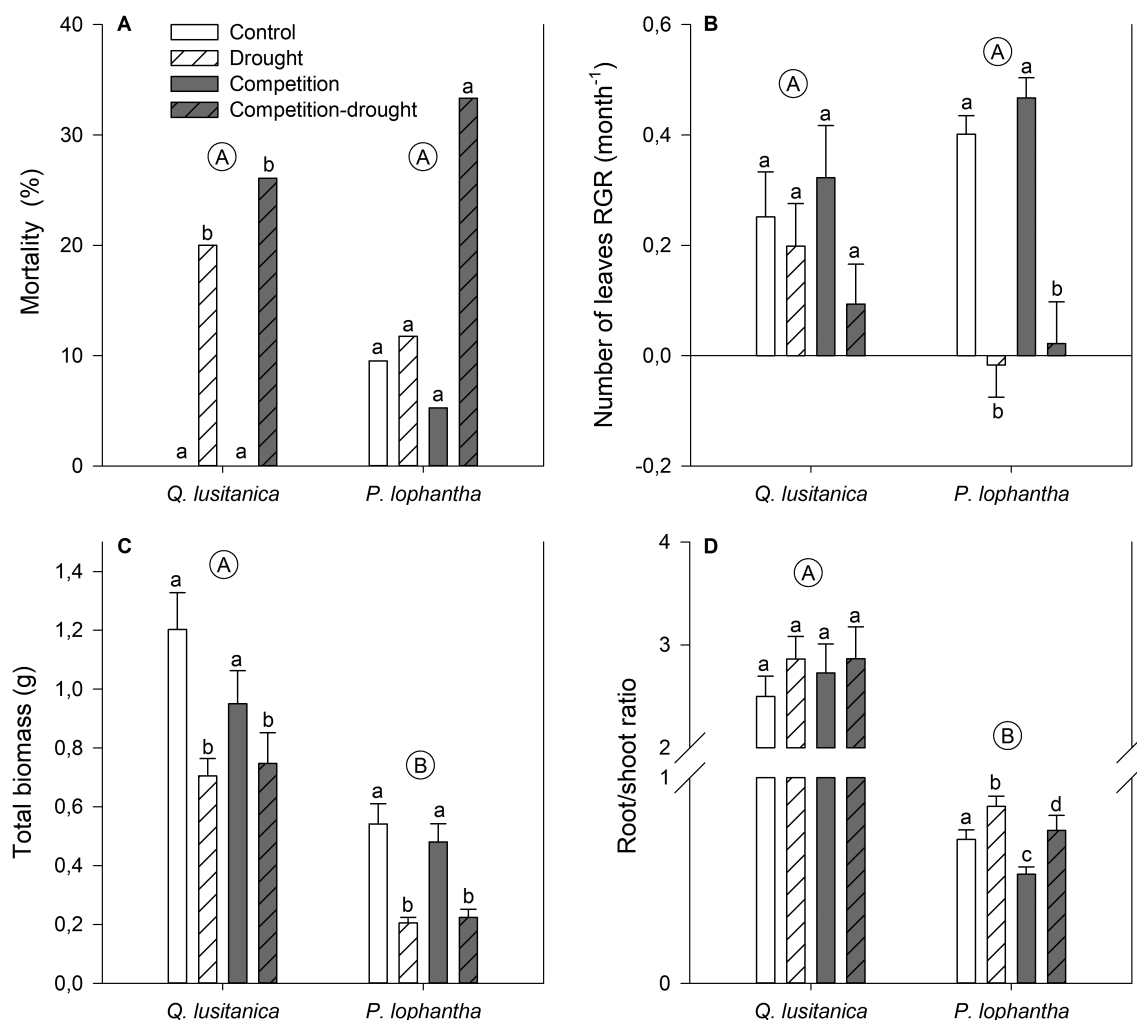 A
Control
Drought
Competition
Competition-drought
40
30
20
10
0
Mortality (%)
A
A
a
b
a
b
a
a
a
a
Q. lusitanica
P. lophantha
B
0,6
0,4
0,2
0,0
-0,2
Number of leaves RGR (month-1)
A
A
a
a
a
a
a
b
a
b
Q. lusitanica
P. lophantha
C
1,4
1,2
1,0
0,8
0,6
0,4
0,2
0,0
Total biomass (g)
A
B
a
b
a
b
a
b
a
b
Q. lusitanica
P. lophantha
D
4
3
2
1
0
Root/shoot ratio
A
B
a
a
a
a
a
b
c
d
Q. lusitanica
P. lophantha